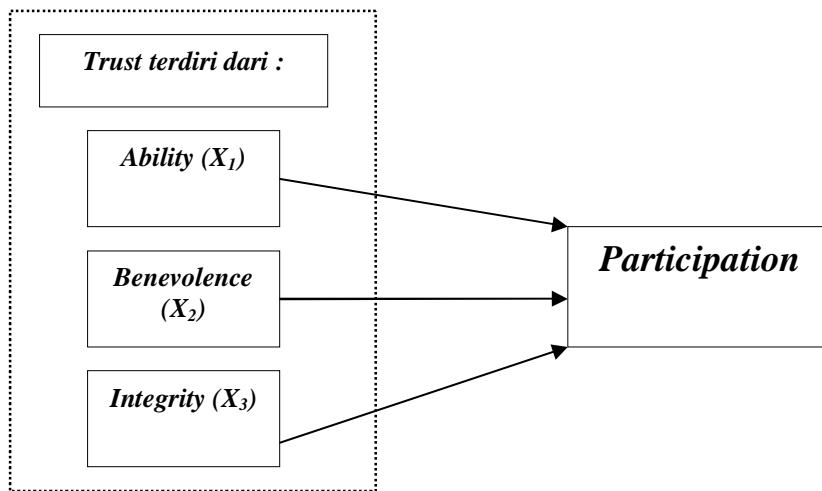 Trust terdiri dari :
Ability (X₁)
Benevolence
(X₂)
Integrity (X₃)
Participation